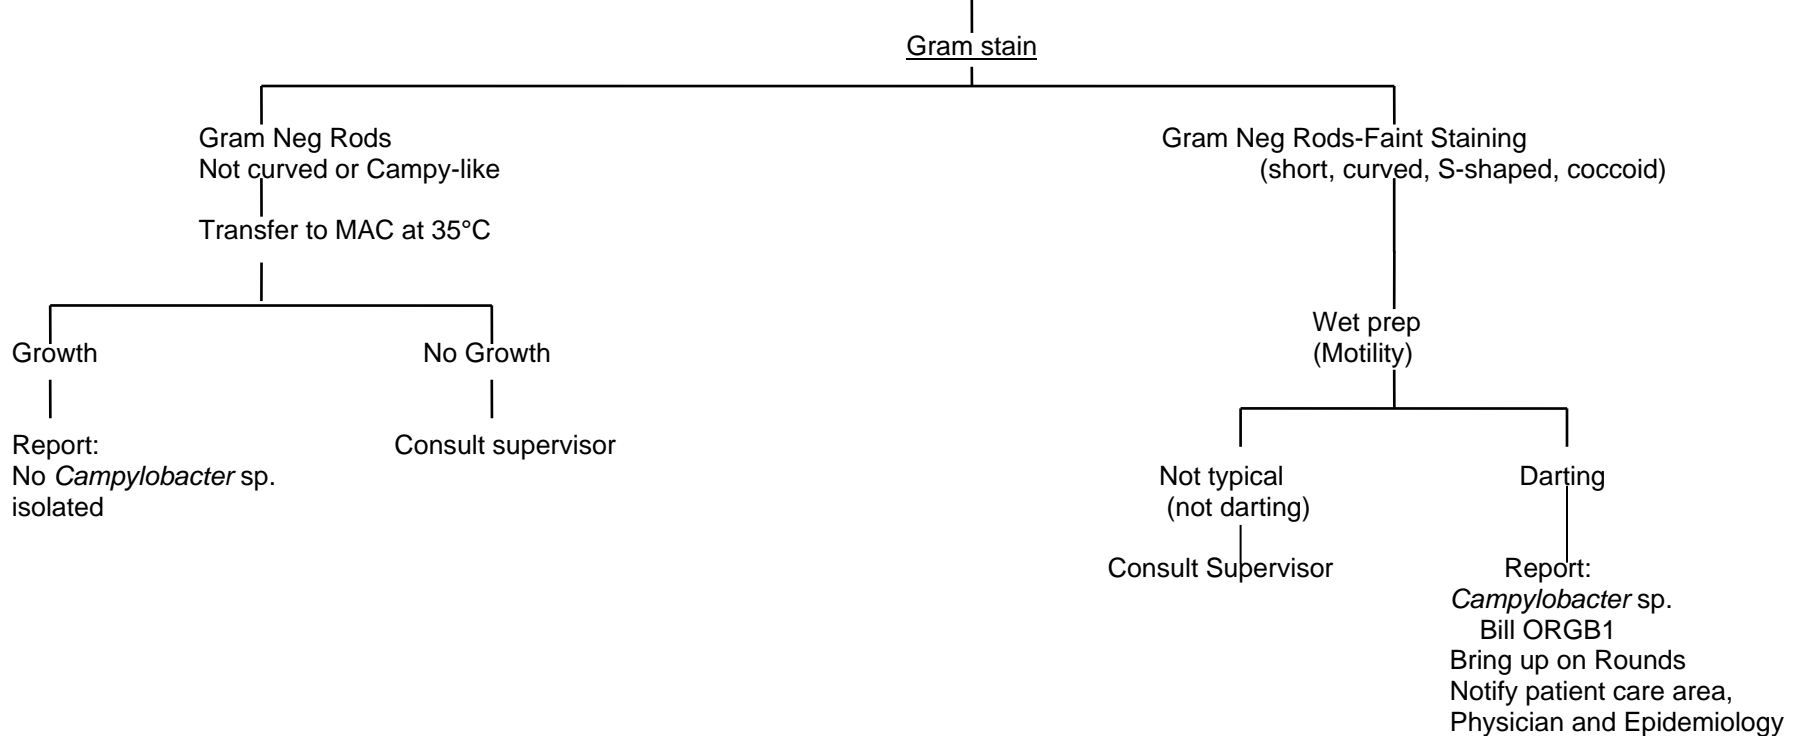 Gram stain
Gram Neg Rods
Not curved or Campy-like
Gram Neg Rods-Faint Staining
(short, curved, S-shaped, coccoid)
Transfer to MAC at 35°C
Wet prep
(Motility)
Growth
No Growth
Report:
No Campylobacter sp.
isolated
Consult supervisor
Not typical
(not darting)
Darting
Consult Supervisor
Report:
Campylobacter sp.
Bill ORGB1
Bring up on Rounds
Notify patient care area,
Physician and Epidemiology